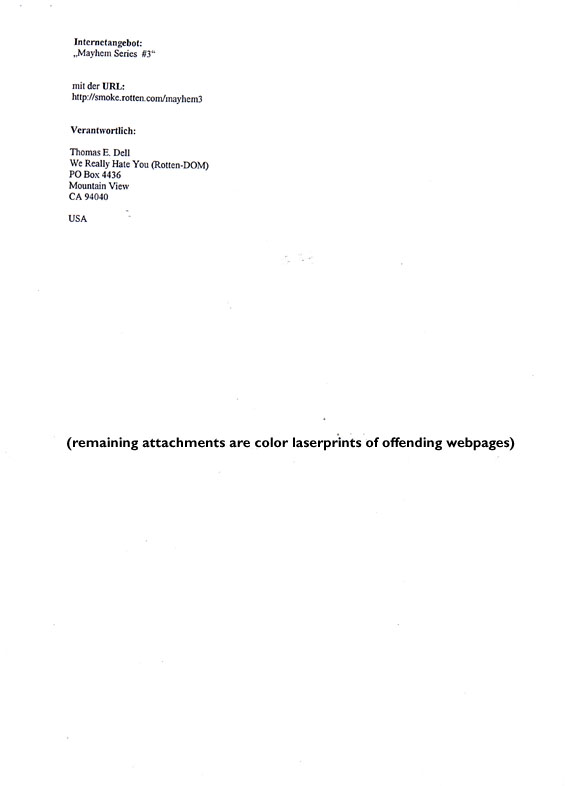 Internetangebot:
„Mayhem Series #3“
mit der URL:
http://smoke.rotten.com/mayhem3
Verantwortlich:
Thomas E. Dell
We Really Hate You (Rotten-DOM)
PO Box 4436
Mountain View
CA 94040
USA
(remaining attachments are color laserprints of offending webpages)